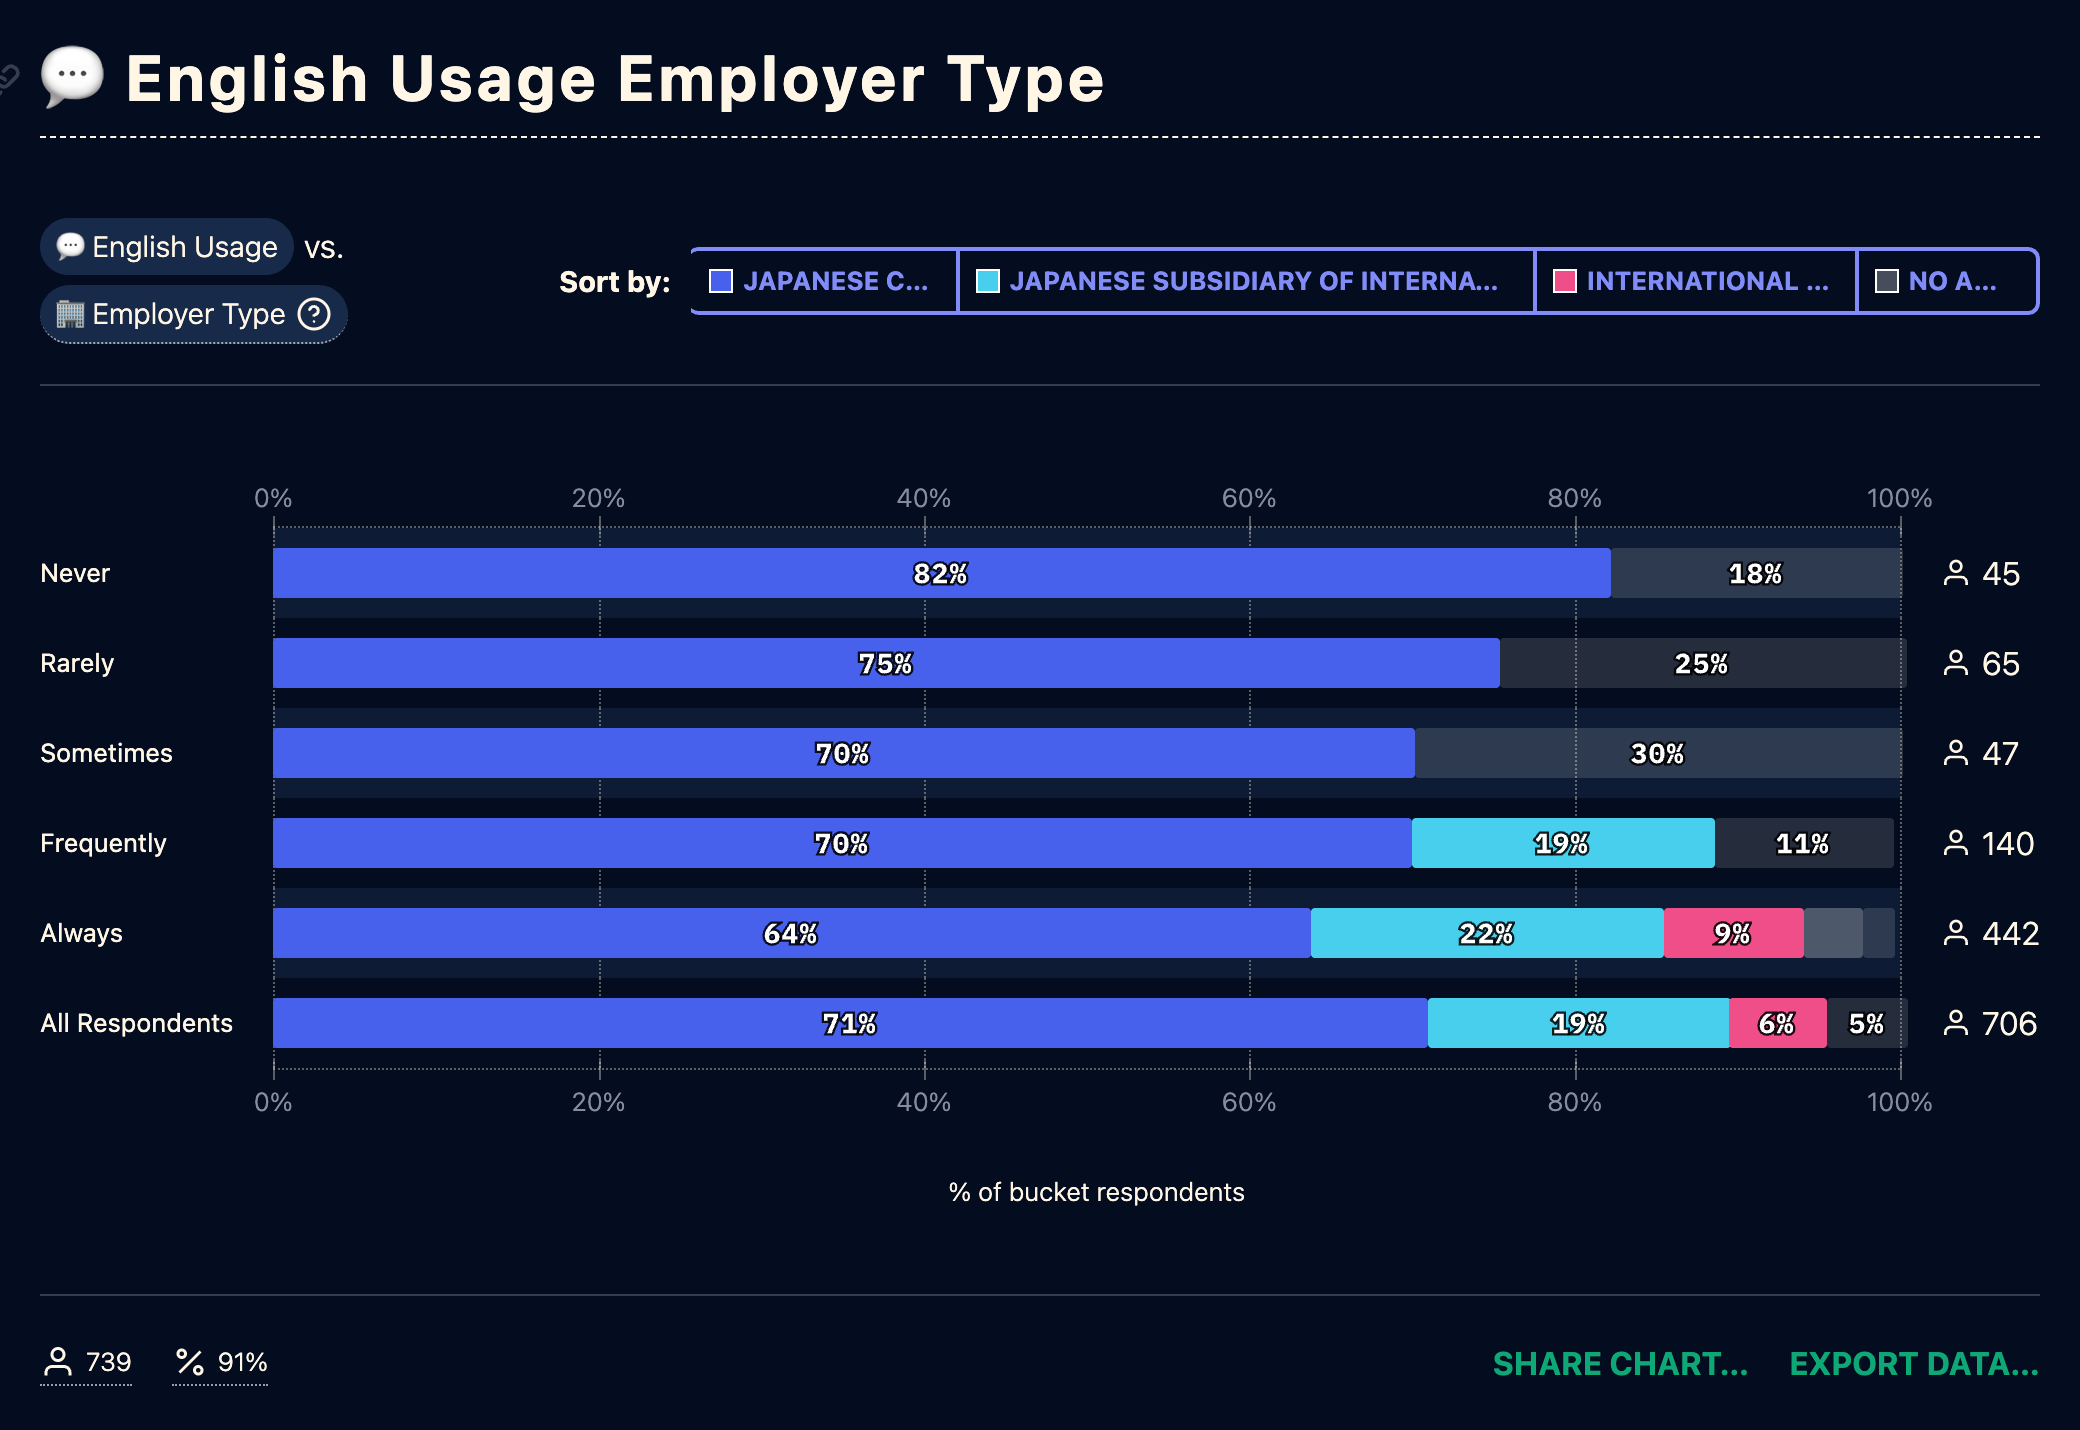 English Usage Employer Type
English Usage vs.
Employer Type ?
Sort by: JAPANESE C... JAPANESE SUBSIDIARY OF INTERNA... INTERNATIONAL ... NO A...
0% 20% 40% 60% 80% 100%
Never 82% 18% 45
Rarely 75% 25% 65
Sometimes 70% 30% 47
Frequently 70% 19% 11% 140
Always 64% 22% 9% 442
All Respondents 71% 19% 6% 5% 706
0% 20% 40% 60% 80% 100%
% of bucket respondents
739 91% SHARE CHART... EXPORT DATA...